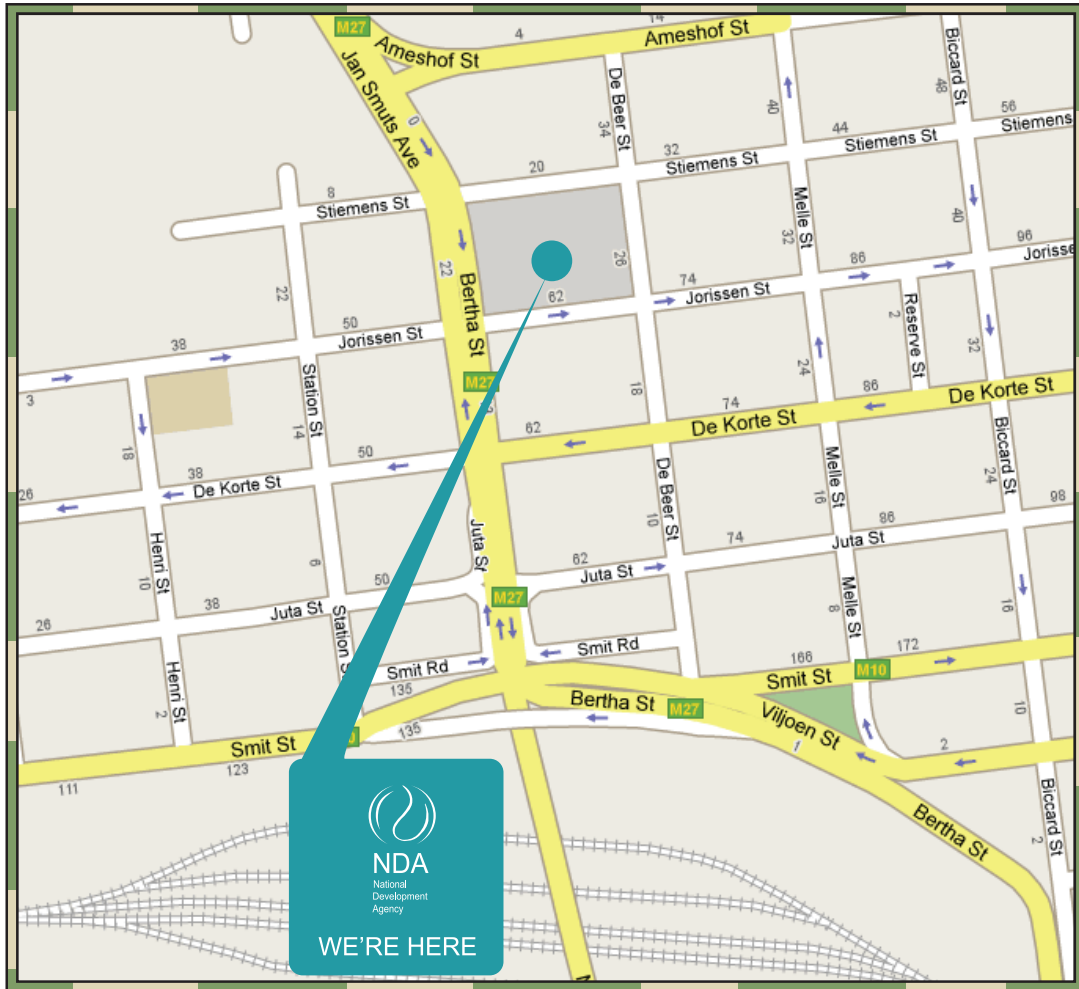 M27
Ameshof St
4
14
Ameshof St
Jan Smuts Ave
0
De Beer St
34
40
Biccard St
48
56
Stiemens
44
Stiemens St
32
Stiemens St
20
8
Stiemens St
Melle St
32
40
96
Jorisse
86
26
22
22
Bertha St
62
74
Jorissen St
50
Jorissen St
38
3
Reserve St
2
32
24
86
De Korte St
Station St
14
M27
18
74
De Korte St
62
18
50
38
De Korte St
26
Melle St
16
Biccard St
24
98
De Beer St
10
Juta St
86
Juta St
74
62
Juta St
Henri St
10
6
50
Juta St
38
26
M27
Melle St
8
16
Station S
Smit Rd
Smit Rd
172
166
Smit St
M10
Henri St
2
135
135
Bertha St
M27
Viljoen St
1
10
2
Smit St
123
111
0
Bertha St
Biccard St
2
NDA
National
Development
Agency
WE'RE HERE